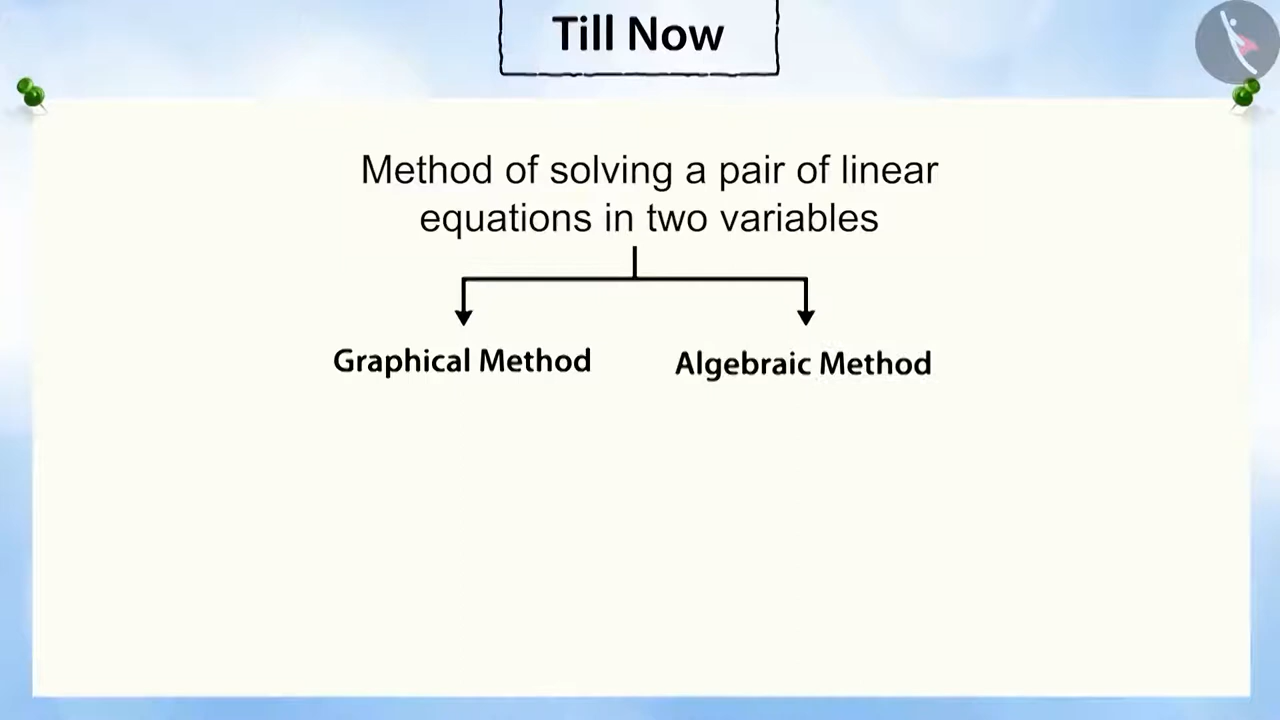 Till Now
Method of solving a pair of linear
equations in two variables
Graphical Method
Algebraic Method